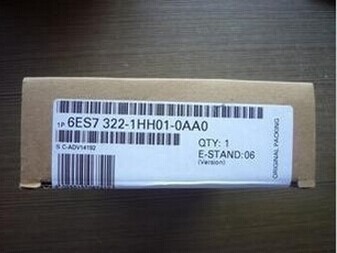 1P 6ES7 322-1HH01-0AA0
S C-ADV14192
QTY: 1
E-STAND:06
(Version)
ORIGINAL PACKING